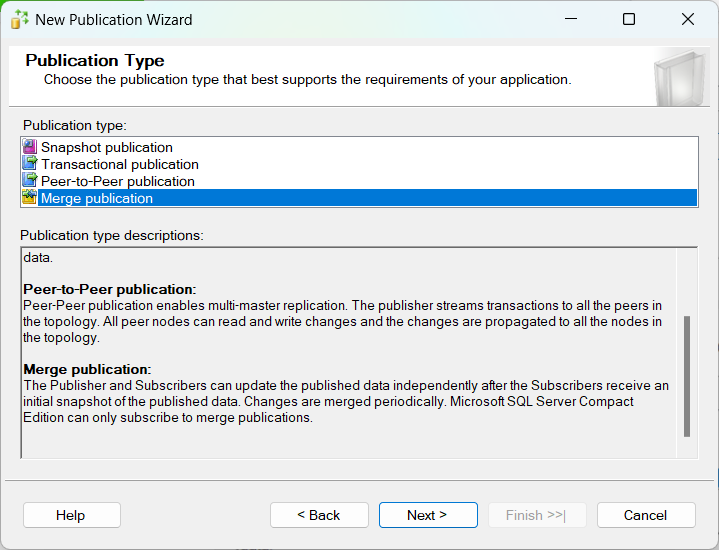 New Publication Wizard
Publication Type
Choose the publication type that best supports the requirements of your application.
Publication type:
Snapshot publication
Transactional publication
Peer-to-Peer publication
Merge publication
Publication type descriptions:
data.
Peer-to-Peer publication:
Peer-Peer publication enables multi-master replication. The publisher streams transactions to all the peers in
the topology. All peer nodes can read and write changes and the changes are propagated to all the nodes in
the topology.
Merge publication:
The Publisher and Subscribers can update the published data independently after the Subscribers receive an
initial snapshot of the published data. Changes are merged periodically. Microsoft SQL Server Compact
Edition can only subscribe to merge publications.
Help
< Back
Next >
Finish >>|
Cancel